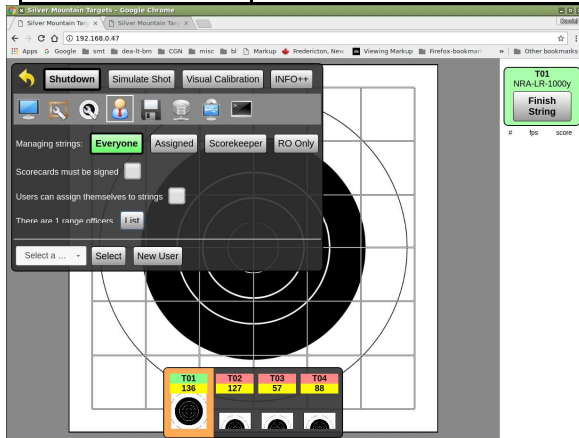 Silver Mountain Targets - Google Chrome
Silver Mountain Targ
Silver Mountain Targ
Daniel
192.168.0.47
Apps
Google
smt
dea-lt-bm
CGN
misc
bl
Markup
Fredericton, New
Viewing Markup
Firefox-bookmar
»
Other bookmarks
Shutdown
Simulate Shot
Visual Calibration
INFO++
T01
NRA-LR-1000y
Finish
String
# fps score
Managing strings:
Everyone
Assigned
Scorekeeper
RO Only
Scorecards must be signed
Users can assign themselves to strings
There are 1 range officers
List
Select a ...
Select
New User
T01 T02 T03 T04
136 127 57 88